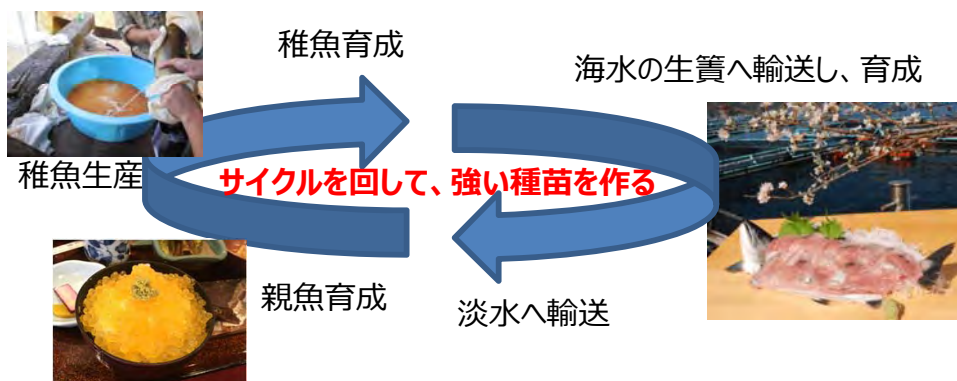 稚魚育成
海水の生簀へ輸送し、育成
稚魚生産
サイクルを回して、強い種苗を作る
親魚育成
淡水へ輸送